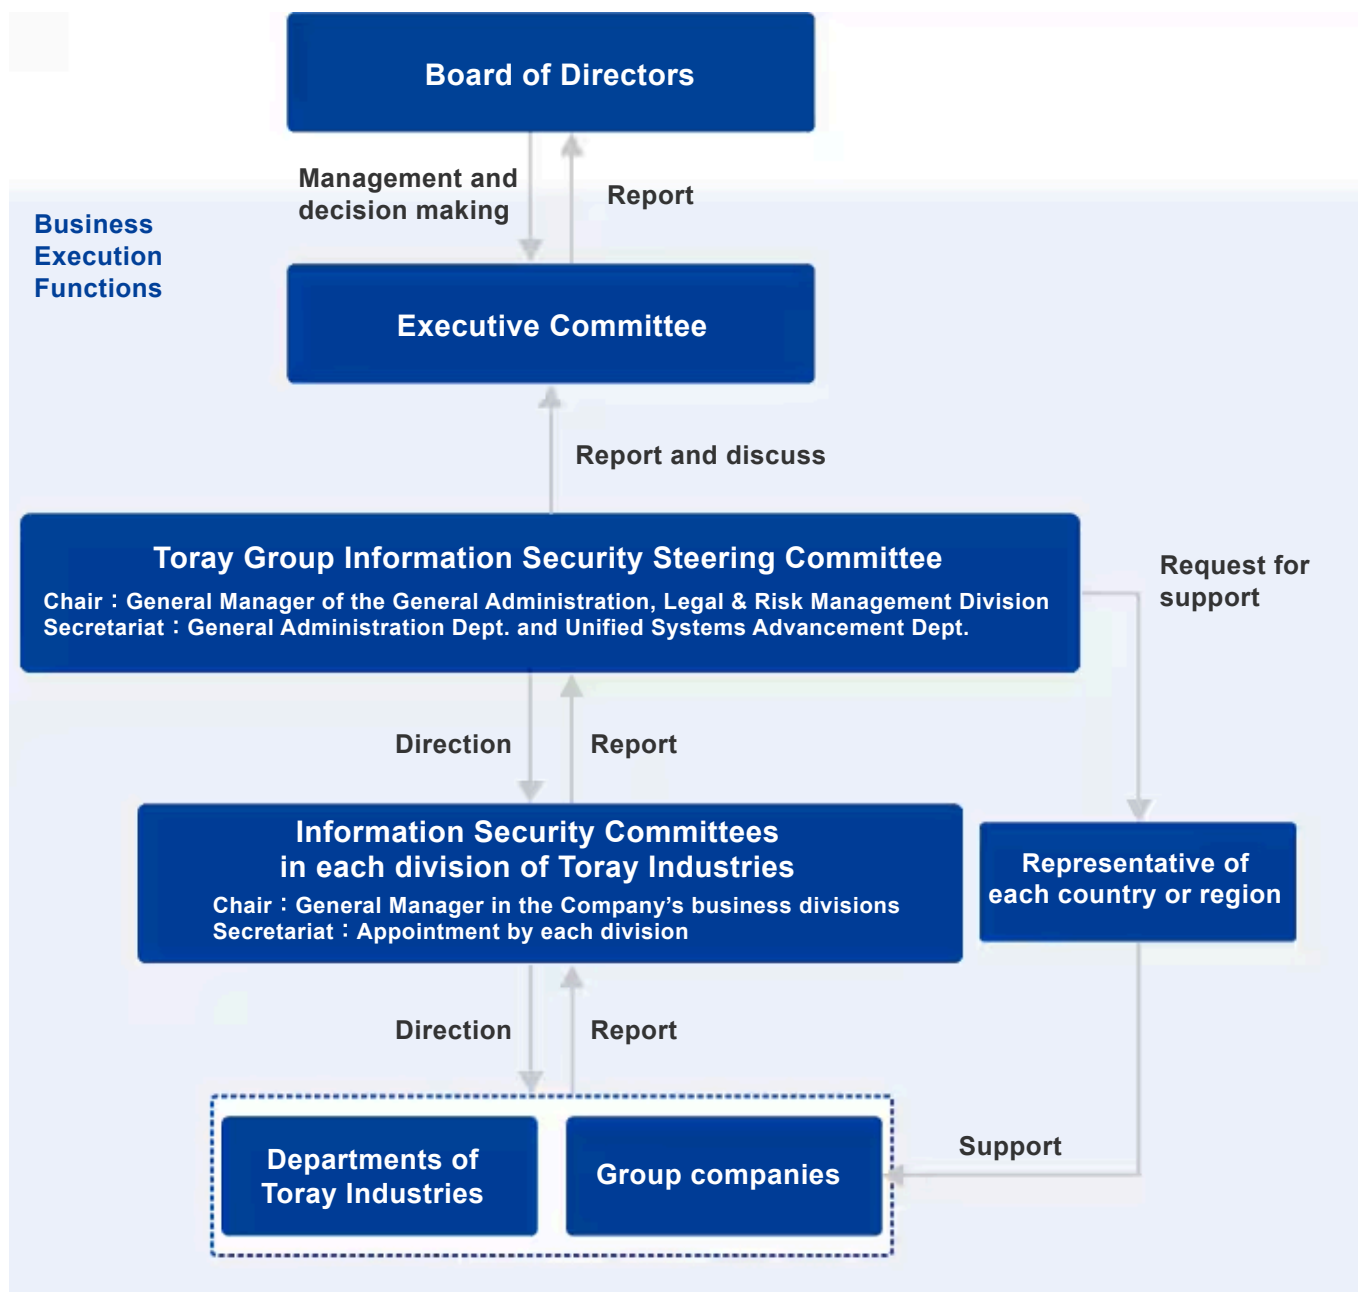 Board of Directors
Management and
decision making
Report
Business
Execution
Functions
Executive Committee
Report and discuss
Toray Group Information Security Steering Committee
Chair：General Manager of the General Administration, Legal & Risk Management Division
Secretariat：General Administration Dept. and Unified Systems Advancement Dept.
Request for
support
Direction
Report
Information Security Committees
in each division of Toray Industries
Chair：General Manager in the Company’s business divisions
Secretariat：Appointment by each division
Representative of
each country or region
Direction
Report
Departments of
Toray Industries
Group companies
Support